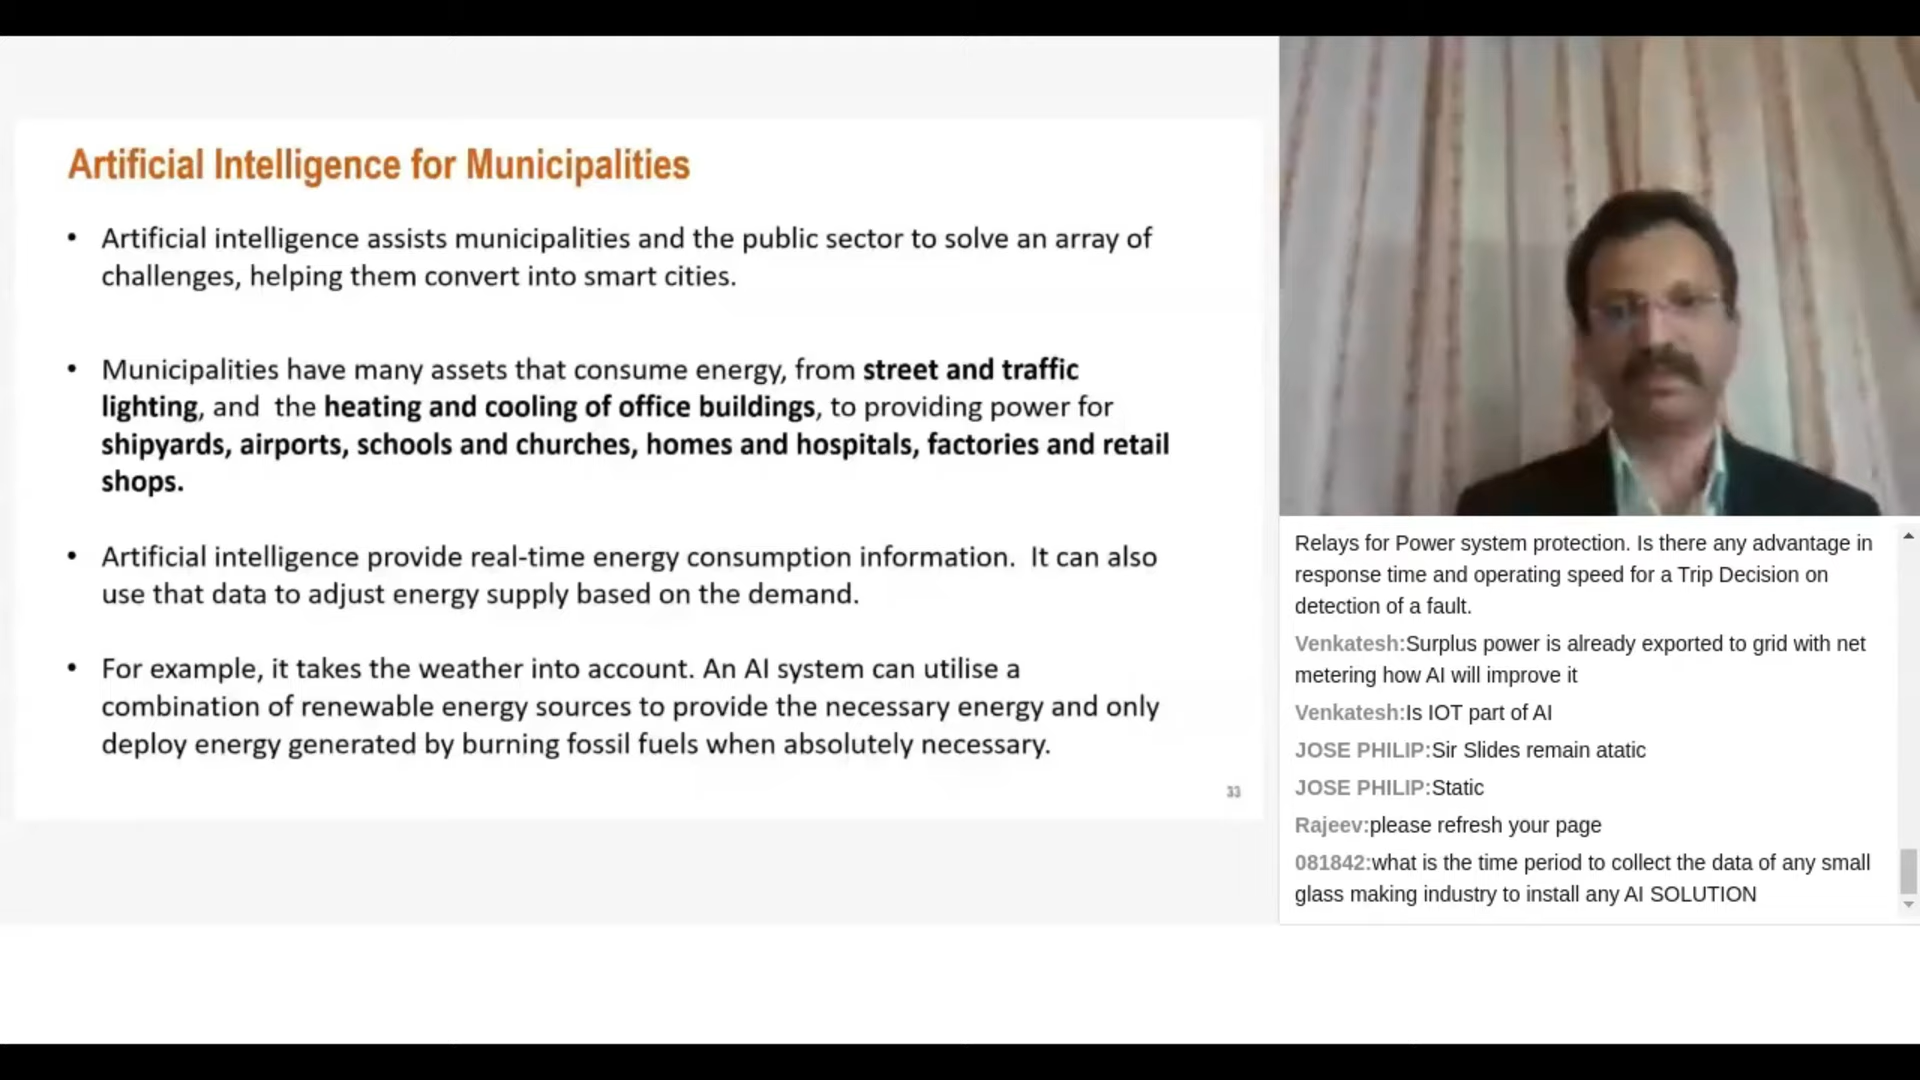 Artificial Intelligence for Municipalities
• Artificial intelligence assists municipalities and the public sector to solve an array of
challenges, helping them convert into smart cities.
• Municipalities have many assets that consume energy, from street and traffic
lighting, and the heating and cooling of office buildings, to providing power for
shipyards, airports, schools and churches, homes and hospitals, factories and retail
shops.
• Artificial intelligence provide real-time energy consumption information. It can also
use that data to adjust energy supply based on the demand.
• For example, it takes the weather into account. An AI system can utilise a
combination of renewable energy sources to provide the necessary energy and only
deploy energy generated by burning fossil fuels when absolutely necessary.
33
Relays for Power system protection. Is there any advantage in
response time and operating speed for a Trip Decision on
detection of a fault.
Venkatesh:Surplus power is already exported to grid with net
metering how AI will improve it
Venkatesh:Is IOT part of AI
JOSE PHILIP:Sir Slides remain atatic
JOSE PHILIP:Static
Rajeev:please refresh your page
081842:what is the time period to collect the data of any small
glass making industry to install any AI SOLUTION